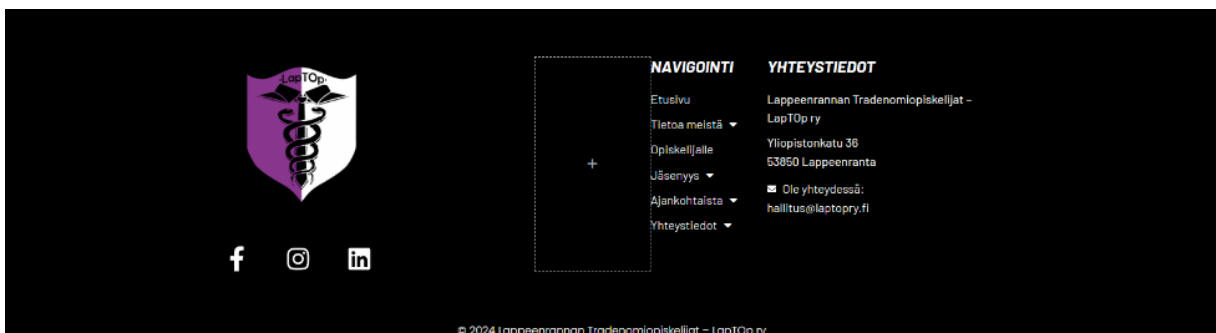 ·LapTOp·
NAVIGOINTI
Etusivu
Tietoa meistä
Opiskelijalle
Jäsenyys
Ajankohtaista
Yhteystiedot
YHTEYSTIEDOT
Lappeenrannan Tradenomiopiskelijat –
LapTOp ry
Yliopistonkatu 36
53850 Lappeenranta
Ole yhteydessä:
hallitus@laptopry.fi
© 2024 Lappeenrannan Tradenomiopiskelijat – LapTOp ry